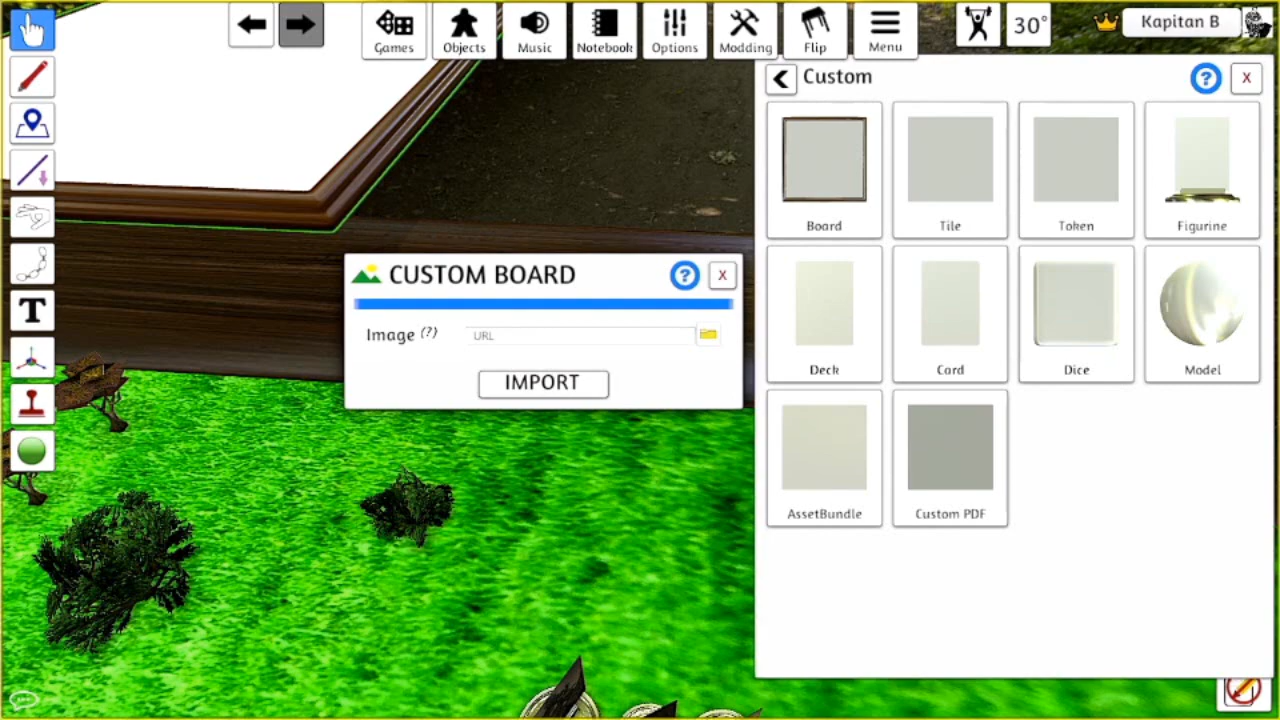 Games
Objects
Music
Notebook
Options
Modding
Flip
Menu
30°
Kapitan B
Custom
?
X
Board
Tile
Token
Figurine
CUSTOM BOARD
?
X
Image (?)
URL
IMPORT
Deck
Card
Dice
Model
AssetBundle
Custom PDF
T